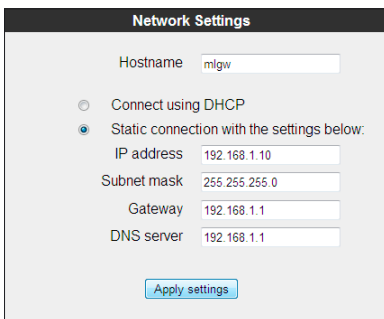 Network Settings
Hostname mlgw
Connect using DHCP
Static connection with the settings below:
IP address 192.168.1.10
Subnet mask 255.255.255.0
Gateway 192.168.1.1
DNS server 192.168.1.1
Apply settings